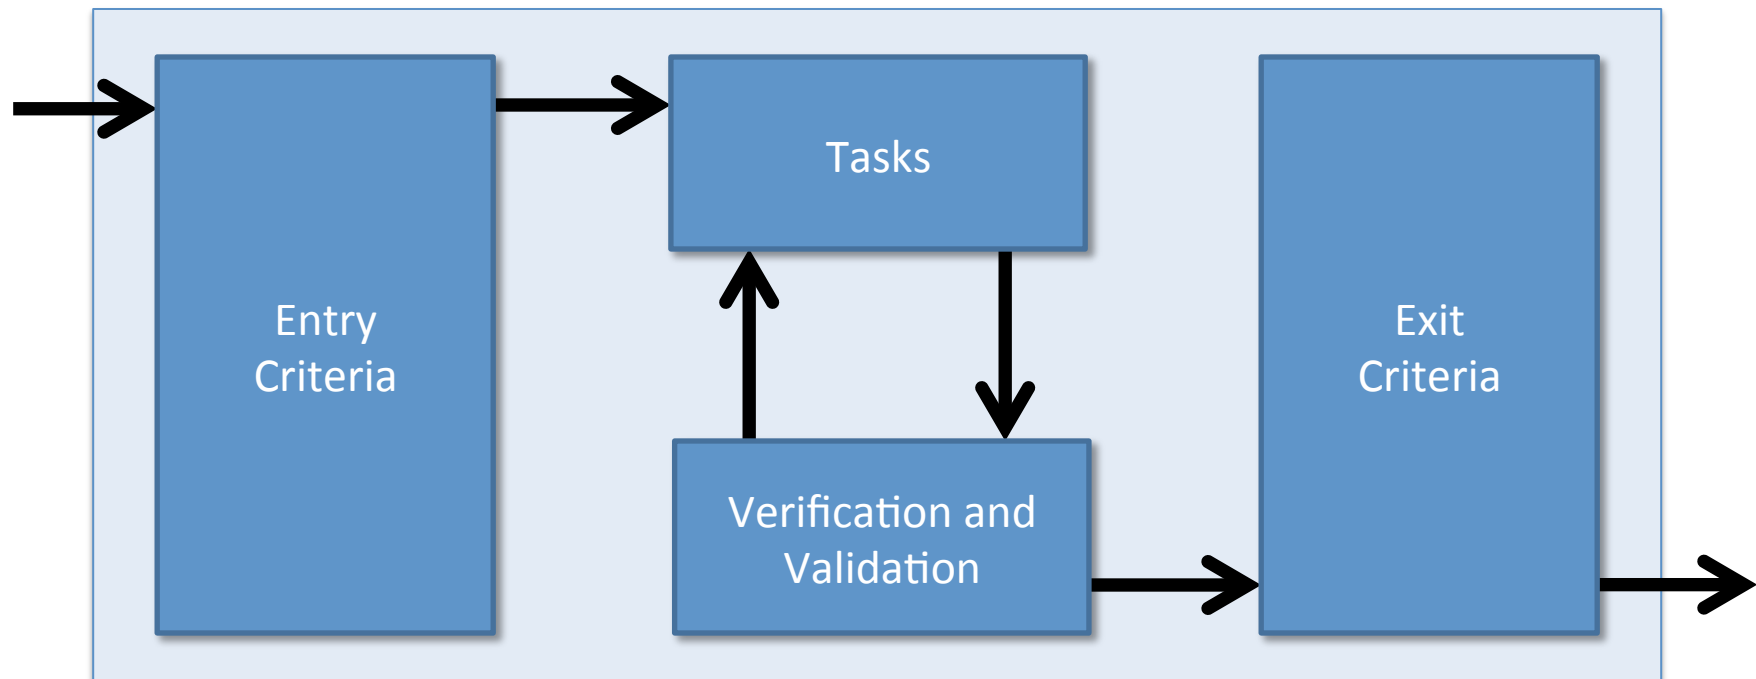 Entry
Criteria
Tasks
Verification and
Validation
Exit
Criteria